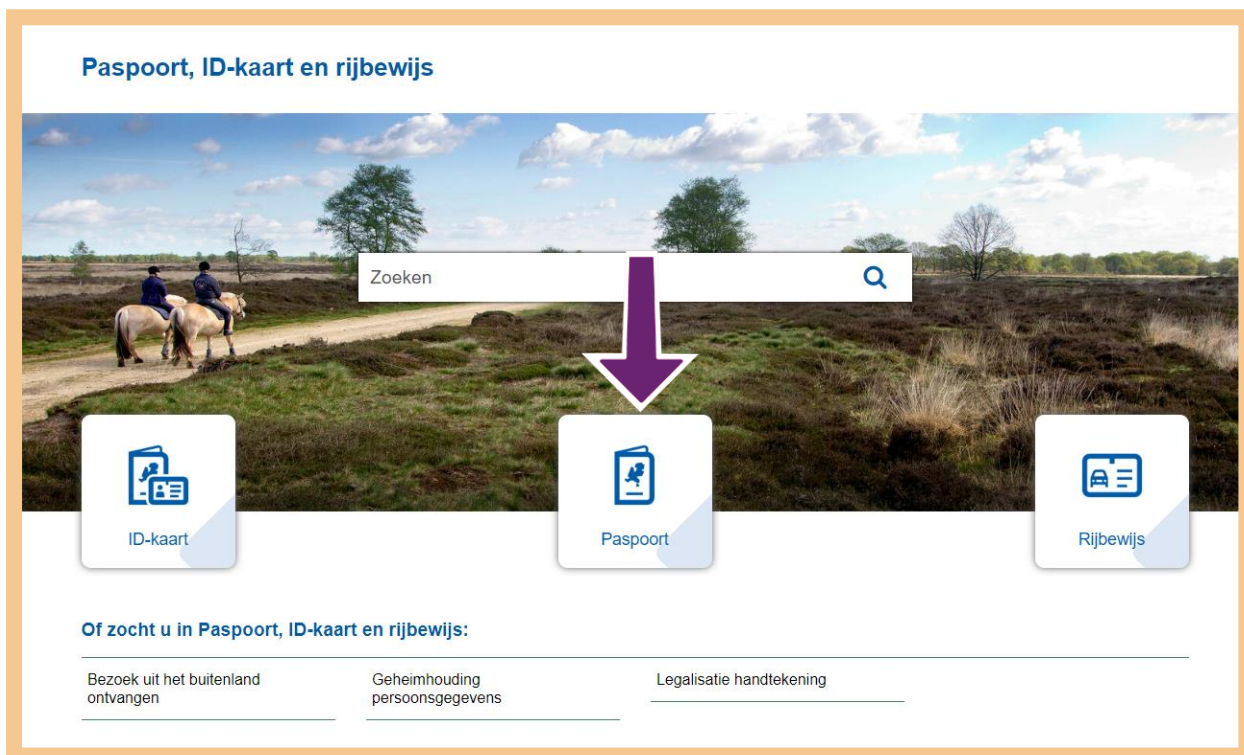 Paspoort, ID-kaart en rijbewijs
Zoeken
ID-kaart
Paspoort
Rijbewijs
Of zocht u in Paspoort, ID-kaart en rijbewijs:
Bezoek uit het buitenland
ontvangen
Geheimhouding
persoonsgegevens
Legalisatie handtekening